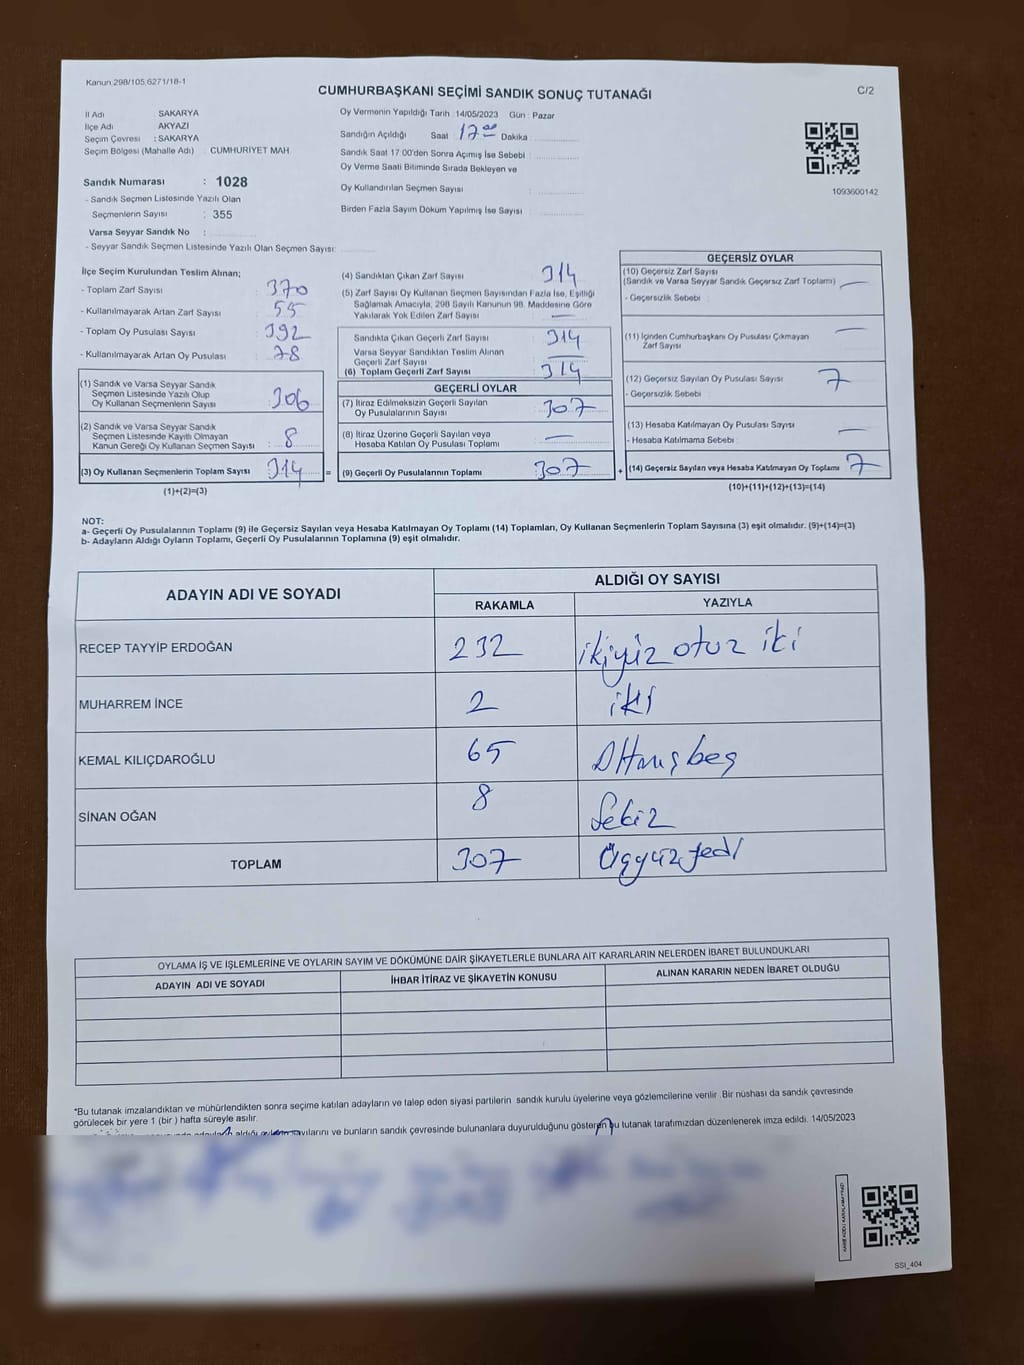 Kanun 298/105,6271/18-1
CUMHURBAŞKANI SEÇİMİ SANDIK SONUÇ TUTANAĞI
C/2
İl Adı SAKARYA
İlçe Adı AKYAZI
Seçim Çevresi : SAKARYA
Seçim Bölgesi (Mahalle Adı) CUMHURİYET MAH.
Sandık Numarası : 1028
- Sandık Seçmen Listesinde Yazılı Olan
Seçmenlerin Sayısı : 355
Varsa Seyyar Sandık No :
- Seyyar Sandık Seçmen Listesinde Yazılı Olan Seçmen Sayısı:
Oy Vermenin Yapıldığı Tarih :14/05/2023 Gün : Pazar
Sandığın Açıldığı Saat 17 00 Dakika
Sandık Saat 17:00'den Sonra Açımış İse Sebebi :
Oy Verme Saati Bitiminde Sırada Bekleyen ve
Oy Kullandırılan Seçmen Sayısı :
Birden Fazla Sayım Döküm Yapılmış İse Sayısı :
1093600142
İlçe Seçim Kurulundan Teslim Alınan;
- Toplam Zarf Sayısı : 370
- Kullanılmayarak Artan Zarf Sayısı : 55
- Toplam Oy Pusulası Sayısı : 392
- Kullanılmayarak Artan Oy Pusulası : 78
(1) Sandık ve Varsa Seyyar Sandık
Seçmen Listesinde Yazılı Olup
Oy Kullanan Seçmenlerin Sayısı : 306
(2) Sandık ve Varsa Seyyar Sandık
Seçmen Listesinde Kayıtlı Olmayan
Kanun Gereği Oy Kullanan Seçmen Sayısı : 8
(3) Oy Kullanan Seçmenlerin Toplam Sayısı 314 =
(1)+(2)=(3)
(4) Sandıktan Çıkan Zarf Sayısı 314
(5) Zarf Sayısı Oy Kullanan Seçmen Sayısından Fazla İse, Eşitliği
Sağlamak Amacıyla, 298 Sayılı Kanunun 98. Maddesine Göre
Yakılarak Yok Edilen Zarf Sayısı —
Sandıkta Çıkan Geçerli Zarf Sayısı : 314
Varsa Seyyar Sandıktan Teslim Alınan
Geçerli Zarf Sayısı —
(6) Toplam Geçerli Zarf Sayısı : 314
GEÇERLİ OYLAR
(7) İtiraz Edilmeksizin Geçerli Sayılan
Oy Pusulalarının Sayısı : 307
(8) İtiraz Üzerine Geçerli Sayılan veya
Hesaba Katılan Oy Pusulası Toplamı —
(9) Geçerli Oy Pusulalarının Toplamı 307 +
GEÇERSİZ OYLAR
(10) Geçersiz Zarf Sayısı
(Sandık ve Varsa Seyyar Sandık Geçersiz Zarf Toplamı) —
- Geçersizlik Sebebi :
(11) İçinden Cumhurbaşkanı Oy Pusulası Çıkmayan
Zarf Sayısı —
(12) Geçersiz Sayılan Oy Pusulası Sayısı 7
- Geçersizlik Sebebi :
(13) Hesaba Katılmayan Oy Pusulası Sayısı —
- Hesaba Katılmama Sebebi :
(14) Geçersiz Sayılan veya Hesaba Katılmayan Oy Toplamı 7
(10)+(11)+(12)+(13)=(14)
NOT:
a- Geçerli Oy Pusulalarının Toplamı (9) ile Geçersiz Sayılan veya Hesaba Katılmayan Oy Toplamı (14) Toplamları, Oy Kullanan Seçmenlerin Toplam Sayısına (3) eşit olmalıdır. (9)+(14)=(3)
b- Adayların Aldığı Oyların Toplamı, Geçerli Oy Pusulalarının Toplamına (9) eşit olmalıdır.
ADAYIN ADI VE SOYADI
ALDIĞI OY SAYISI
RAKAMLA YAZIYLA
RECEP TAYYİP ERDOĞAN 232 ikiyüz otuz iki
MUHARREM İNCE 2 iki
KEMAL KILIÇDAROĞLU 65 Altmışbeş
SİNAN OĞAN 8 Sekiz
TOPLAM 307 Üçyüzyedi
OYLAMA İŞ VE İŞLEMLERİNE VE OYLARIN SAYIM VE DÖKÜMÜNE DAİR ŞİKAYETLERLE BUNLARA AİT KARARLARIN NELERDEN İBARET BULUNDUKLARI
ADAYIN ADI VE SOYADI İHBAR İTİRAZ VE ŞİKAYETİN KONUSU ALINAN KARARIN NEDEN İBARET OLDUĞU
*Bu tutanak imzalandıktan ve mühürlendikten sonra seçime katılan adayların ve talep eden siyasi partilerin sandık kurulu üyelerine veya gözlemcilerine verilir. Bir nüshası da sandık çevresinde
görülecek bir yere 1 (bir ) hafta süreyle asılır.
aldığı oyların sayılarını ve bunların sandık çevresinde bulunanlara duyurulduğunu gösteren bu tutanak tarafımızdan düzenlenerek imza edildi. 14/05/2023
SSI_404